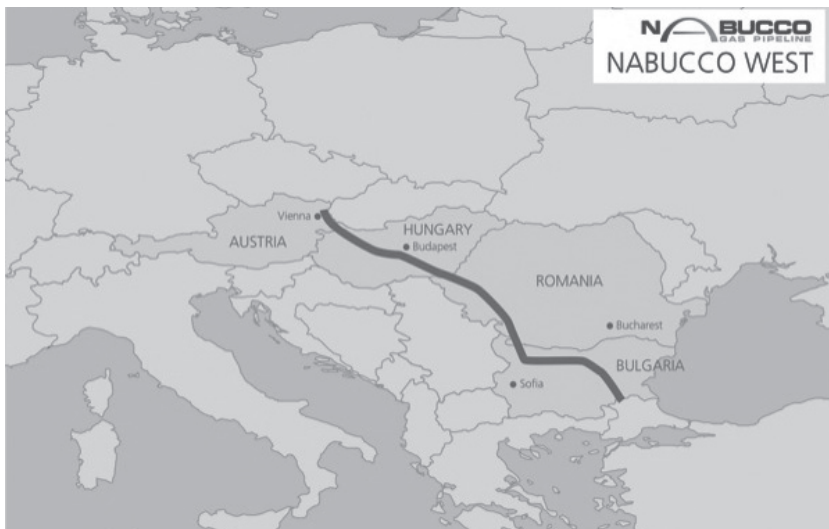 NABUCCO
GAS PIPELINE
NABUCCO WEST
Vienna
AUSTRIA
HUNGARY
Budapest
ROMANIA
Bucharest
BULGARIA
Sofia